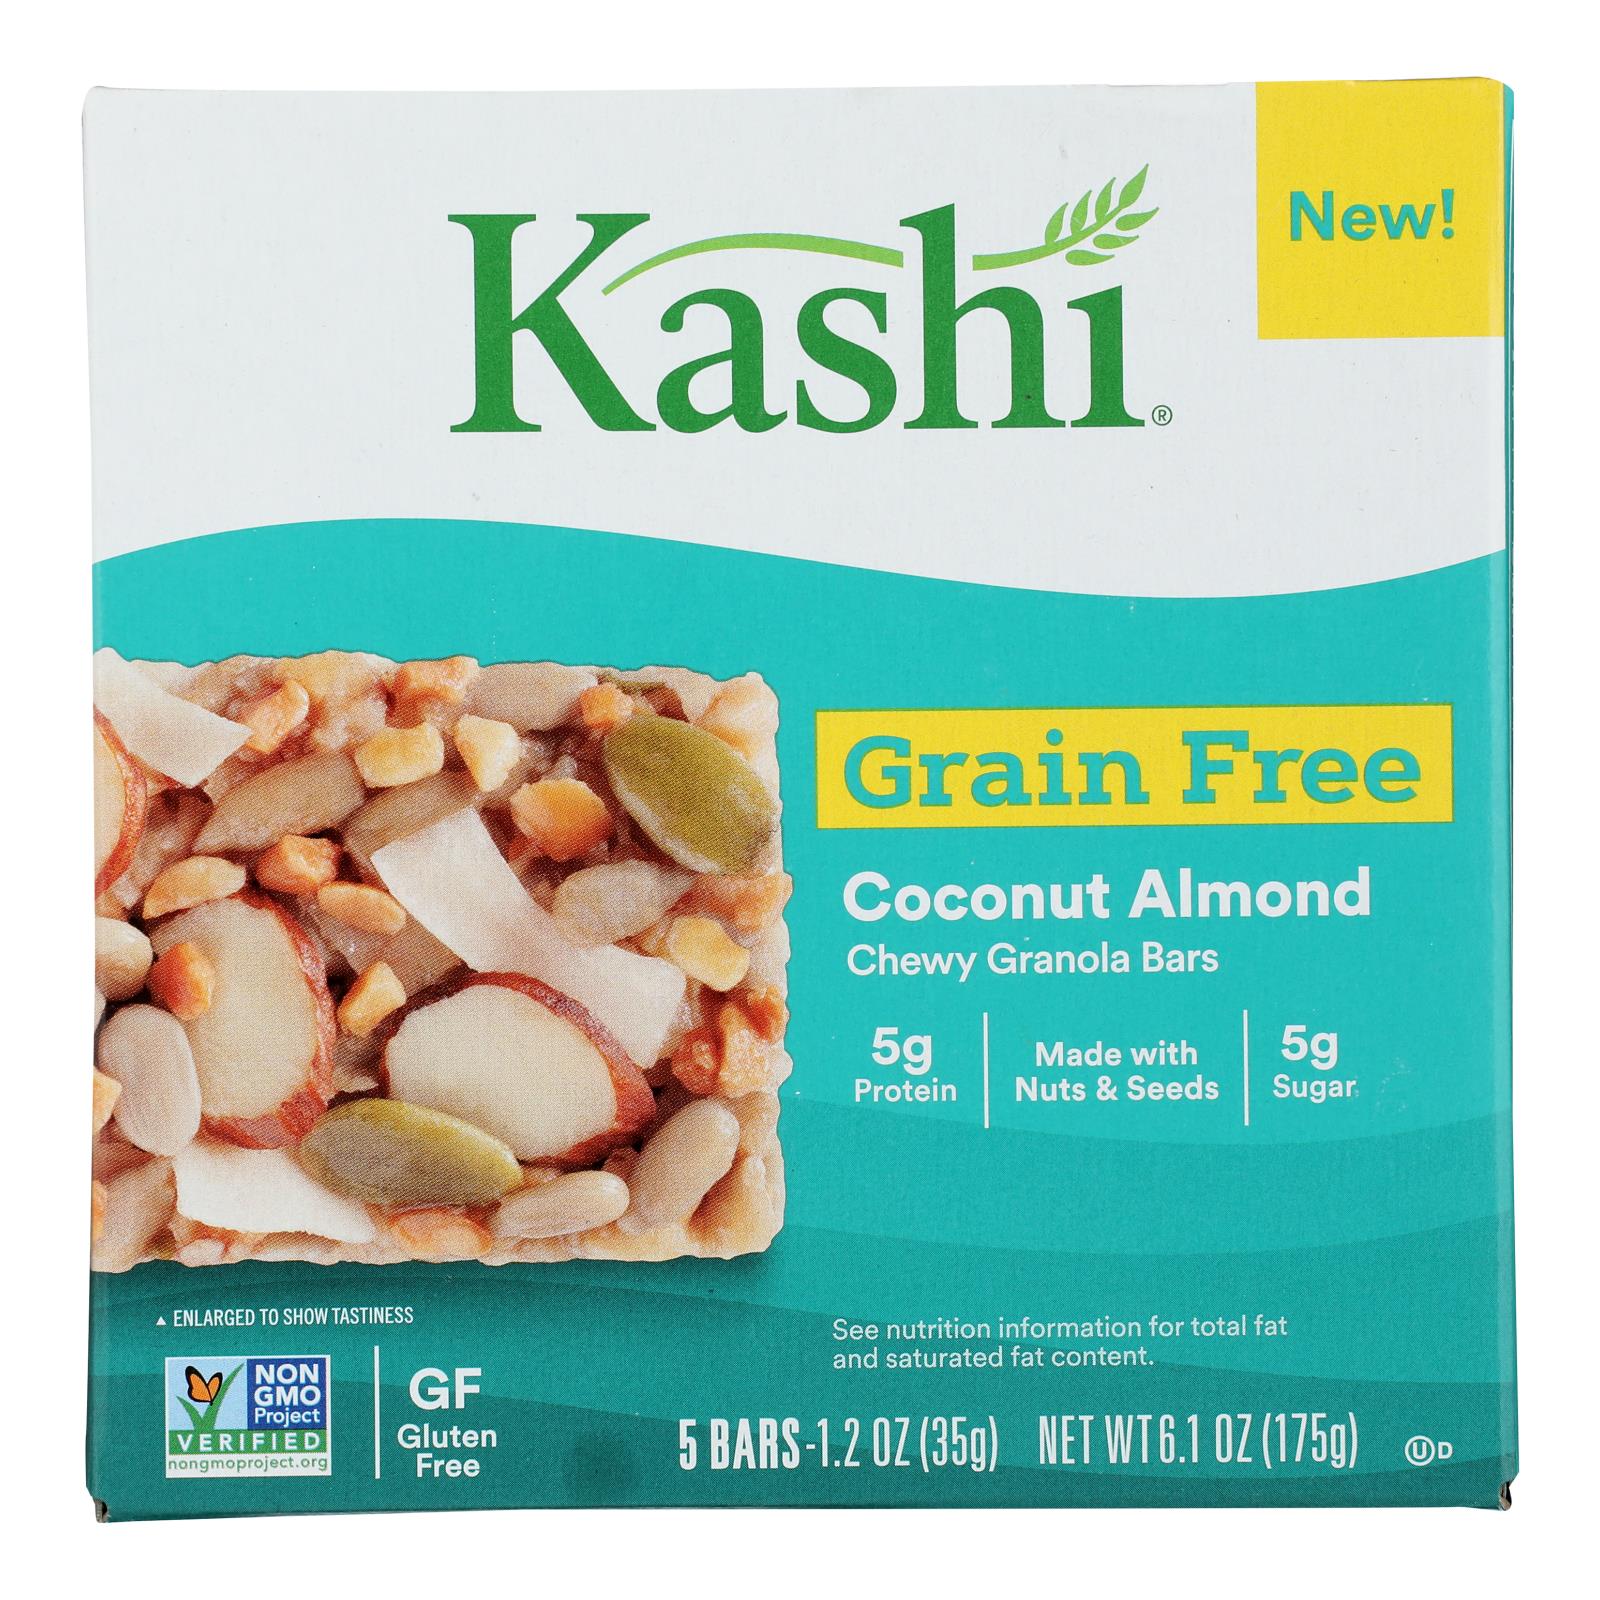 New!
Kashi®
Grain Free
Coconut Almond
Chewy Granola Bars
5g
Protein
Made with
Nuts & Seeds
5g
Sugar
▲ ENLARGED TO SHOW TASTINESS
See nutrition information for total fat
and saturated fat content.
NON
GMO
Project
VERIFIED
nongmoproject.org
GF
Gluten
Free
5 BARS-1.2 OZ (35g) NET WT 6.1 OZ (175g)
U D